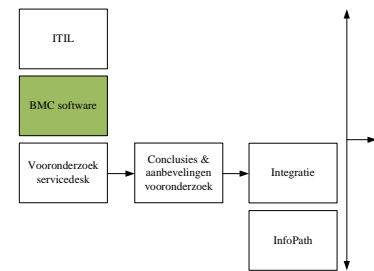 ITIL
BMC software
Vooronderzoek
servicedesk
Conclusies &
aanbevelingen
vooronderzoek
Integratie
InfoPath